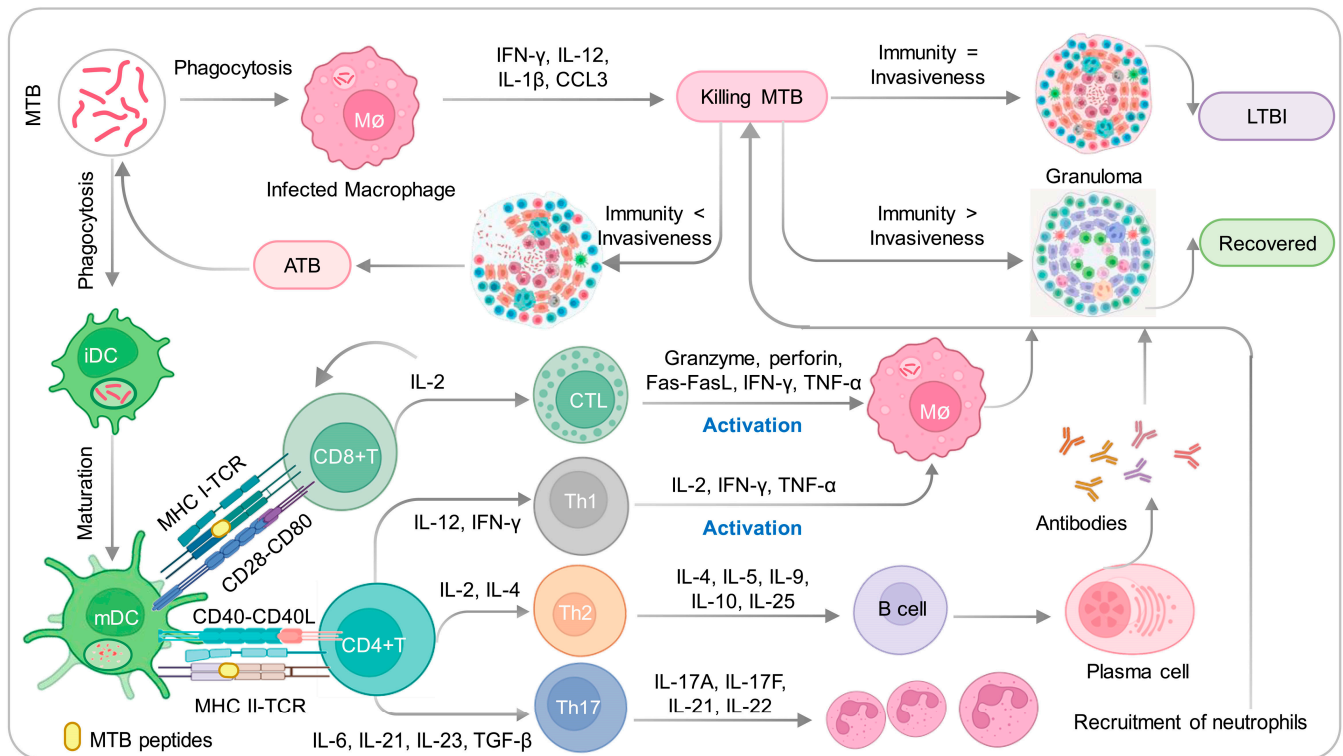 MTB
Phagocytosis
Mø
Infected Macrophage
IFN-γ, IL-12,
IL-1β, CCL3
Killing MTB
Immunity =
Invasiveness
Granuloma
LTBI
Phagocytosis
ATB
Immunity <
Invasiveness
Immunity >
Invasiveness
Recovered
iDC
Maturation
mDC
MHC I-TCR
CD28-CD80
CD8+T
IL-2
CTL
Granzyme, perforin,
Fas-FasL, IFN-γ, TNF-α
Activation
Mø
IL-12, IFN-γ
Th1
IL-2, IFN-γ, TNF-α
Activation
Antibodies
CD40-CD40L
CD4+T
MHC II-TCR
IL-2, IL-4
Th2
IL-4, IL-5, IL-9,
IL-10, IL-25
B cell
Plasma cell
IL-6, IL-21, IL-23, TGF-β
Th17
IL-17A, IL-17F,
IL-21, IL-22
Recruitment of neutrophils
MTB peptides